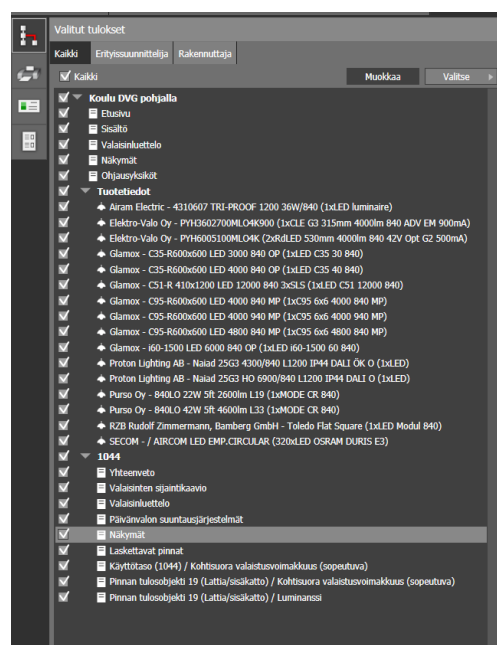 Valitut tulokset
Kaikki Erityissuunnittelija Rakennuttaja
Kaikki Muokkaa Valitse
Koulu DVG pohjalla
Etusivu
Sisältö
Valaisinluettelo
Näkymät
Ohjausyksiköt
Tuotetiedot
Airam Electric - 4310607 TRI-PROOF 1200 36W/840 (1xLED luminaire)
Elektro-Valo Oy - PYH3602700MLO4K900 (1xCLE G3 315mm 4000lm 840 ADV EM 900mA)
Elektro-Valo Oy - PYH6005100MLO4K (2xRdLED 530mm 4000lm 840 42V Opt G2 500mA)
Glamox - C35-R600x600 LED 3000 840 OP (1xLED C35 30 840)
Glamox - C35-R600x600 LED 4000 840 OP (1xLED C35 40 840)
Glamox - C51-R 410x1200 LED 12000 840 3xSLS (1xLED C51 12000 840)
Glamox - C95-R600x600 LED 4000 840 MP (1xC95 6x6 4000 840 MP)
Glamox - C95-R600x600 LED 4000 940 MP (1xC95 6x6 4000 940 MP)
Glamox - C95-R600x600 LED 4800 840 MP (1xC95 6x6 4800 840 MP)
Glamox - i60-1500 LED 6000 840 OP (1xLED i60-1500 60 840)
Proton Lighting AB - Naiad 25G3 4300/840 L1200 IP44 DALI ÖK O (1xLED)
Proton Lighting AB - Naiad 25G3 HO 6900/840 L1200 IP44 DALI O (1xLED)
Purso Oy - 840LO 22W 5ft 2600lm L19 (1xMODE CR 840)
Purso Oy - 840LO 42W 5ft 4600lm L33 (1xMODE CR 840)
RZB Rudolf Zimmermann, Bamberg GmbH - Toledo Flat Square (1xLED Modul 840)
SECOM - / AIRCOM LED EMP.CIRCULAR (320xLED OSRAM DURIS E3)
1044
Yhteenveto
Valaisinten sijaintikaavio
Valaisinluettelo
Päivänvalon suuntausjärjestelmät
Näkymät
Laskettavat pinnat
Käyttötaso (1044) / Kohtisuora valaistusvoimakkuus (sopeutuva)
Pinnan tulosobjekti 19 (Lattia/sisäkatto) / Kohtisuora valaistusvoimakkuus (sopeutuva)
Pinnan tulosobjekti 19 (Lattia/sisäkatto) / Luminanssi